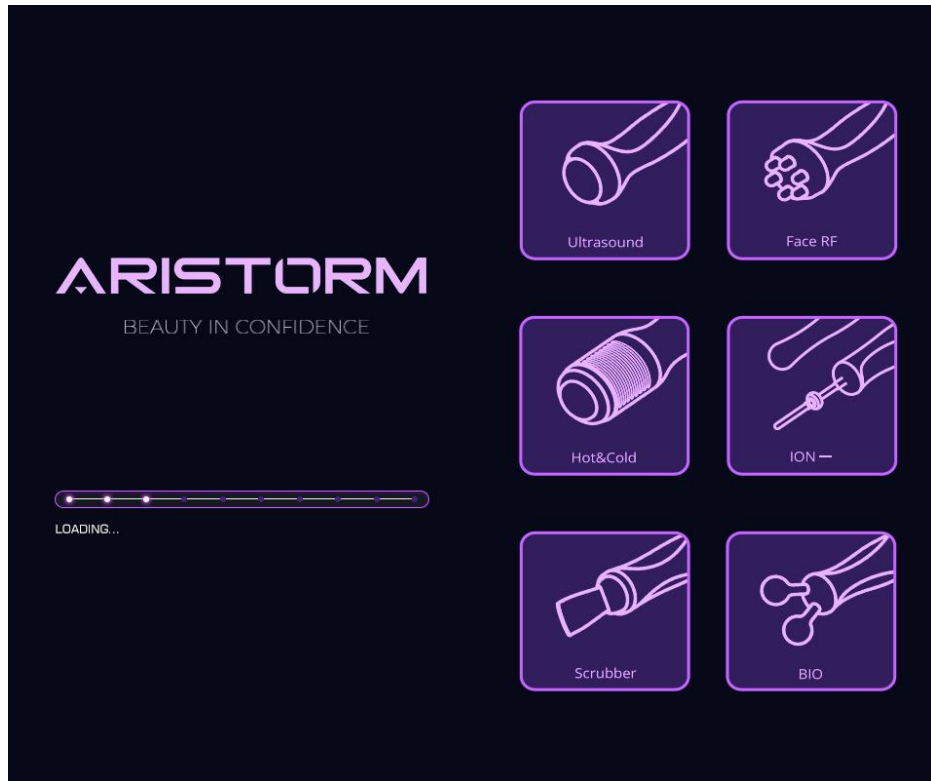 ARISTORM
BEAUTY IN CONFIDENCE
LOADING...
Ultrasound
Face RF
Hot&Cold
ION —
Scrubber
BIO